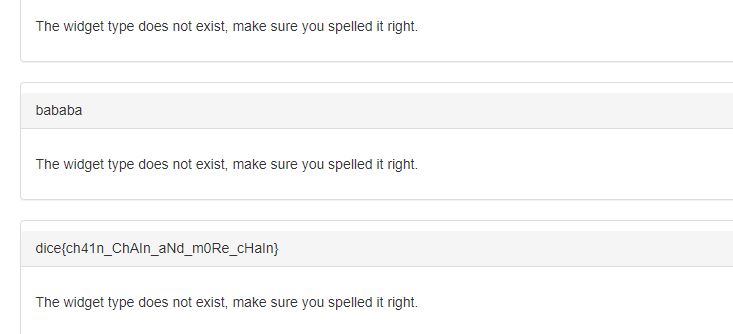 The widget type does not exist, make sure you spelled it right.
bababa
The widget type does not exist, make sure you spelled it right.
dice{ch41n_ChAIn_aNd_m0Re_cHaIn}
The widget type does not exist, make sure you spelled it right.